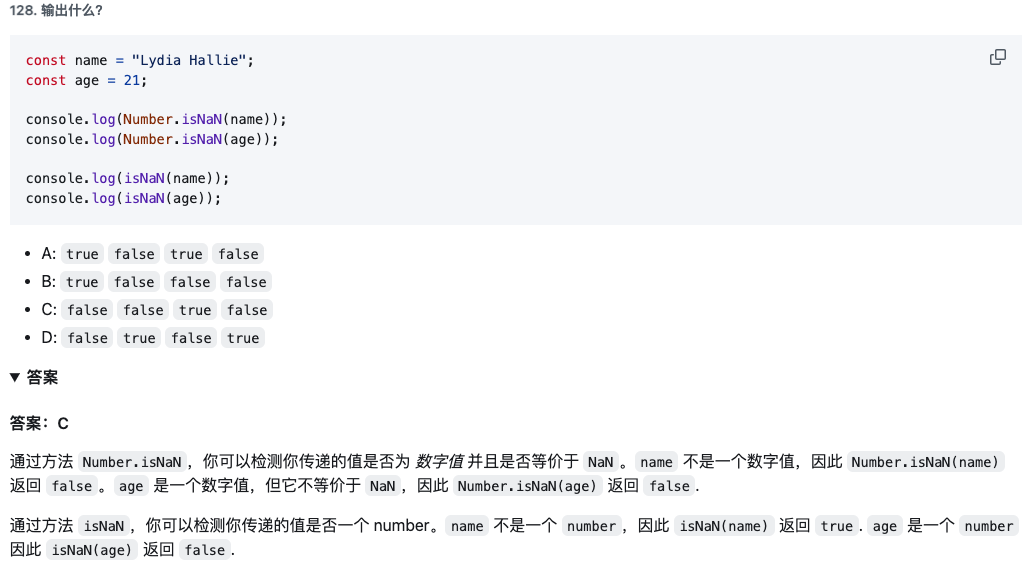 128. 输出什么?
const name = "Lydia Hallie";
const age = 21;
console.log(Number.isNaN(name));
console.log(Number.isNaN(age));
console.log(isNaN(name));
console.log(isNaN(age));
• A: true false true false
• B: true false false false
• C: false false true false
• D: false true false true
▼ 答案
答案：C
通过方法 Number.isNaN，你可以检测你传递的值是否为 数字值 并且是否等价于 NaN 。name 不是一个数字值，因此 Number.isNaN(name)
返回 false 。age 是一个数字值，但它不等价于 NaN ，因此 Number.isNaN(age) 返回 false .
通过方法 isNaN ，你可以检测你传递的值是否一个 number。name 不是一个 number ，因此 isNaN(name) 返回 true . age 是一个 number
因此 isNaN(age) 返回 false .